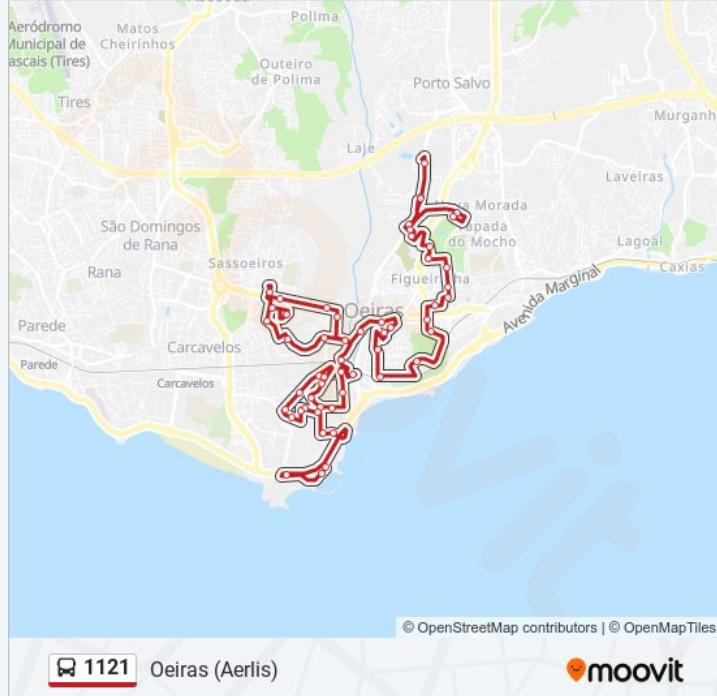 Aeródromo
Municipal de
ascais (Tires)
Matos
Cheirinhos
Polima
Outeiro
de Polima
Porto Salvo
Tires
Murganh
Laje
Laveiras
Morada
Tapada
do Mocho
São Domingos
de Rana
Lagoal
Caxias
Sassoeiros
Rana
Figueirinha
Oeiras
Avenida Marginal
Parede
Carcavelos
Parede
Carcavelos
© OpenStreetMap contributors | © OpenMapTiles
1121 Oeiras (Aerlis)
moovit